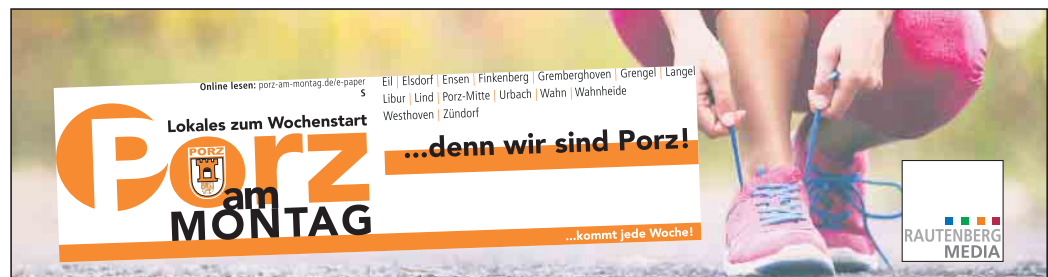 Online lesen: porz-am-montag.de/e-paper
S
Eil | Elsdorf | Ensen | Finkenberg | Gremberghoven | Grengel | Langel
Libur | Lind | Porz-Mitte | Urbach | Wahn | Wahnheide
Westhoven | Zündorf
Lokales zum Wochenstart
Porz
PORZ
am
MONTAG
...denn wir sind Porz!
...kommt jede Woche!
RAUTENBERG
MEDIA